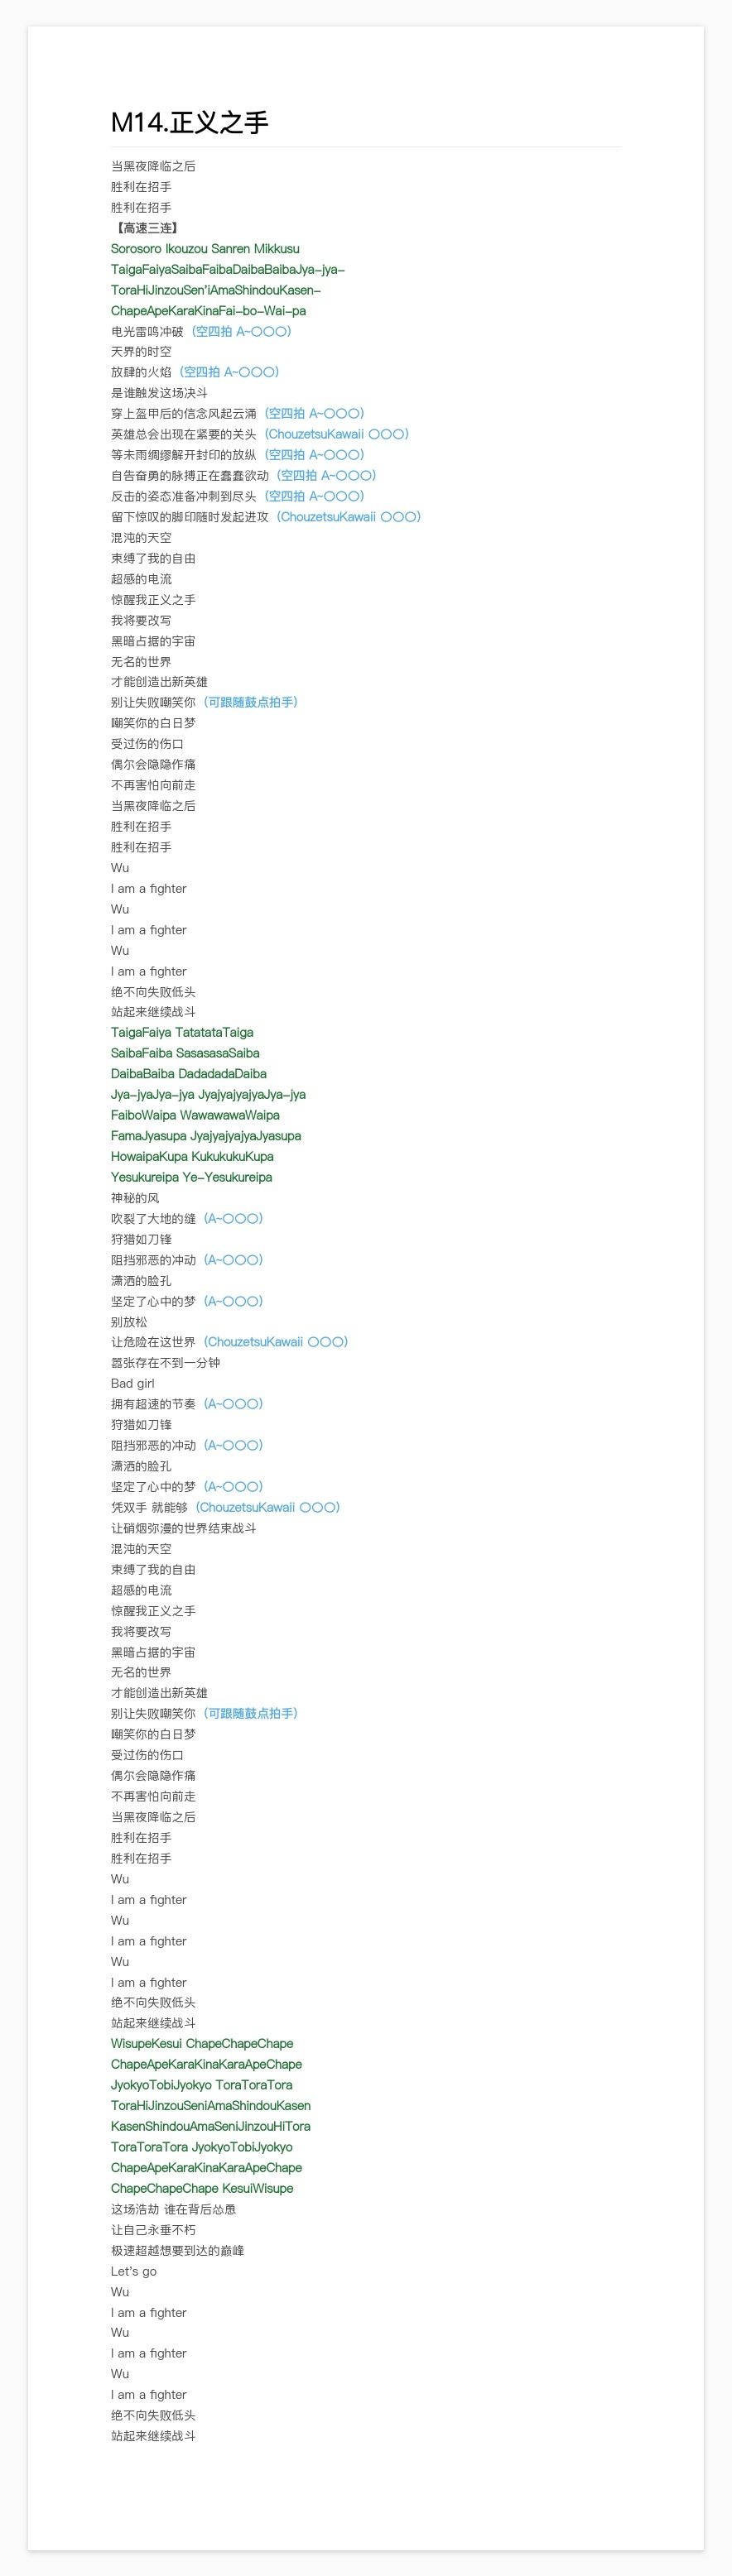 M14.正义之手
当黑夜降临之后
胜利在招手
胜利在招手
【高速三连】
Sorosoro Ikouzou Sanren Mikkusu
TaigaFaiyaSaibaFaibaDaibaBaibaJya-jya-
ToraHiJinzouSen'iAmaShindouKasen-
ChapeApeKaraKinaFai-bo-Wai-pa
电光雷鸣冲破（空四拍 A~〇〇〇）
天界的时空
放肆的火焰（空四拍 A~〇〇〇）
是谁触发这场决斗
穿上盔甲后的信念风起云涌（空四拍 A~〇〇〇）
英雄总会出现在紧要的关头（ChouzetsuKawaii 〇〇〇）
等未雨绸缪解开封印的放纵（空四拍 A~〇〇〇）
自告奋勇的脉搏正在蠢蠢欲动（空四拍 A~〇〇〇）
反击的姿态准备冲刺到尽头（空四拍 A~〇〇〇）
留下惊叹的脚印随时发起进攻（ChouzetsuKawaii 〇〇〇）
混沌的天空
束缚了我的自由
超感的电流
惊醒我正义之手
我将要改写
黑暗占据的宇宙
无名的世界
才能创造出新英雄
别让失败嘲笑你（可跟随鼓点拍手）
嘲笑你的白日梦
受过伤的伤口
偶尔会隐隐作痛
不再害怕向前走
当黑夜降临之后
胜利在招手
胜利在招手
Wu
I am a fighter
Wu
I am a fighter
Wu
I am a fighter
绝不向失败低头
站起来继续战斗
TaigaFaiya TatatataTaiga
SaibaFaiba SasasasaSaiba
DaibaBaiba DadadadaDaiba
Jya-jyaJya-jya JyajyajyajyaJya-jya
FaiboWaipa WawawawaWaipa
FamaJyasupa JyajyajyajyaJyasupa
HowaipaKupa KukukukuKupa
Yesukureipa Ye-Yesukureipa
神秘的风
吹裂了大地的缝（A~〇〇〇）
狩猎如刀锋
阻挡邪恶的冲动（A~〇〇〇）
潇洒的脸孔
坚定了心中的梦（A~〇〇〇）
别放松
让危险在这世界（ChouzetsuKawaii 〇〇〇）
嚣张存在不到一分钟
Bad girl
拥有超速的节奏（A~〇〇〇）
狩猎如刀锋
阻挡邪恶的冲动（A~〇〇〇）
潇洒的脸孔
坚定了心中的梦（A~〇〇〇）
凭双手 就能够（ChouzetsuKawaii 〇〇〇）
让硝烟弥漫的世界结束战斗
混沌的天空
束缚了我的自由
超感的电流
惊醒我正义之手
我将要改写
黑暗占据的宇宙
无名的世界
才能创造出新英雄
别让失败嘲笑你（可跟随鼓点拍手）
嘲笑你的白日梦
受过伤的伤口
偶尔会隐隐作痛
不再害怕向前走
当黑夜降临之后
胜利在招手
胜利在招手
Wu
I am a fighter
Wu
I am a fighter
Wu
I am a fighter
绝不向失败低头
站起来继续战斗
WisupeKesui ChapeChapeChape
ChapeApeKaraKinaKaraApeChape
JyokyoTobiJyokyo ToraToraTora
ToraHiJinzouSeniAmaShindouKasen
KasenShindouAmaSeniJinzouHiTora
ToraToraTora JyokyoTobiJyokyo
ChapeApeKaraKinaKaraApeChape
ChapeChapeChape KesuiWisupe
这场浩劫 谁在背后怂恿
让自己永垂不朽
极速超越想要到达的巅峰
Let's go
Wu
I am a fighter
Wu
I am a fighter
Wu
I am a fighter
绝不向失败低头
站起来继续战斗